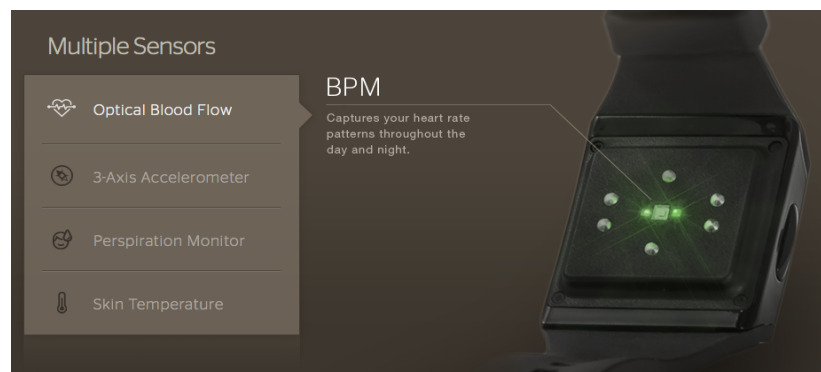 Multiple Sensors
Optical Blood Flow
3-Axis Accelerometer
Perspiration Monitor
Skin Temperature
BPM
Captures your heart rate
patterns throughout the
day and night.